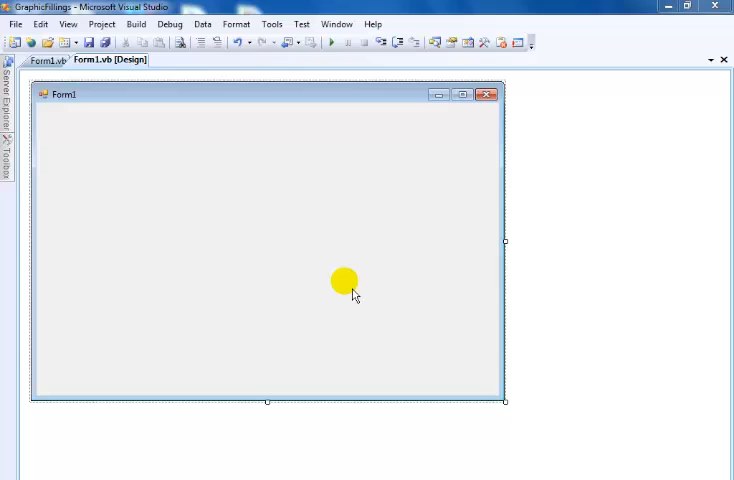 GraphicFillings - Microsoft Visual Studio
File Edit View Project Build Debug Data Format Tools Test Window Help
Form1.vb Form1.vb [Design]
Server Explorer
Toolbox
Form1